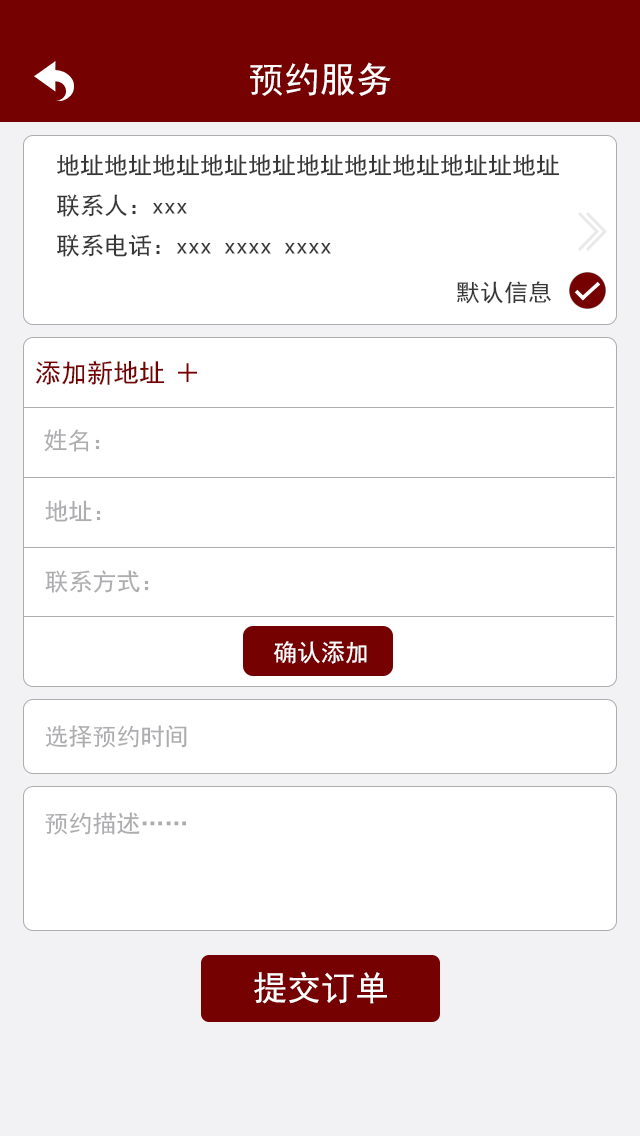 预约服务
地址地址地址地址地址地址地址地址地址址地址
联系人：xxx
联系电话：xxx xxxx xxxx
默认信息
添加新地址 +
姓名：
地址：
联系方式：
确认添加
选择预约时间
预约描述……
提交订单